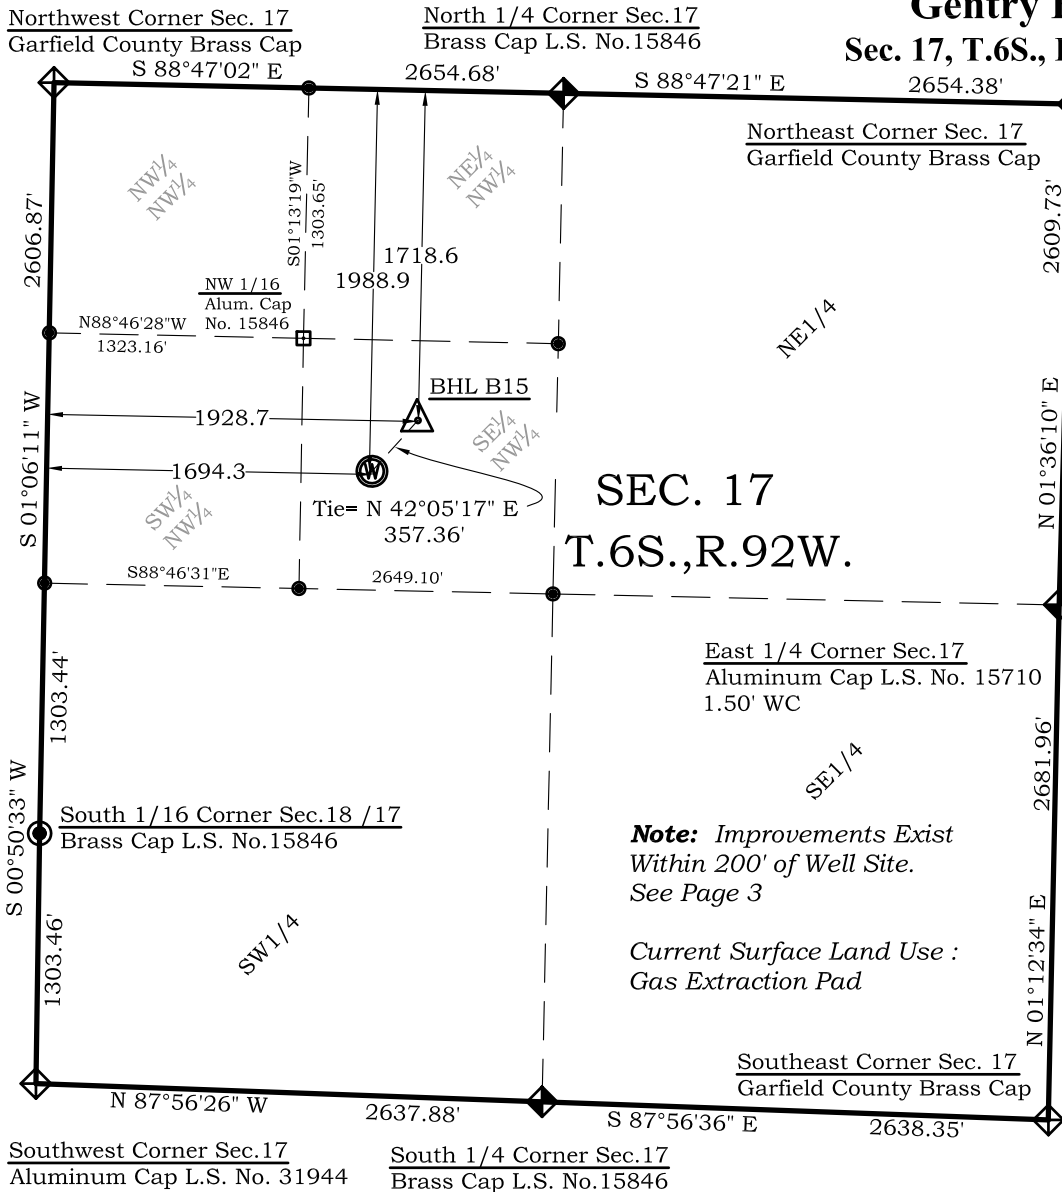 Northwest Corner Sec. 17
Garfield County Brass Cap
North 1/4 Corner Sec.17
Brass Cap L.S. No.15846
Gentry
Sec. 17, T.6S.,
S 88°47'02" E
2654.68'
S 88°47'21" E
2654.38'
Northeast Corner Sec. 17
Garfield County Brass Cap
NW1/4
NW1/4
NE1/4
NW1/4
2606.87'
S01°13'19"W
1303.65'
2609.73'
1718.6
1988.9
NW 1/16
Alum. Cap
No. 15846
N88°46'28"W
1323.16'
NE1/4
BHL B15
1928.7
SE1/4
NW1/4
1694.3
W
S 01°06'11" W
N 01°36'10" E
SW1/4
NW1/4
Tie= N 42°05'17" E
357.36'
SEC. 17
T.6S.,R.92W.
S88°46'31"E
2649.10'
East 1/4 Corner Sec.17
Aluminum Cap L.S. No. 15710
1.50' WC
1303.44'
SE1/4
2681.96'
South 1/16 Corner Sec.18 /17
Brass Cap L.S. No.15846
S 00°50'33" W
Note: Improvements Exist
Within 200' of Well Site.
See Page 3
SW1/4
1303.46'
Current Surface Land Use :
Gas Extraction Pad
N 01°12'34" E
Southeast Corner Sec. 17
Garfield County Brass Cap
N 87°56'26" W
2637.88'
S 87°56'36" E
2638.35'
Southwest Corner Sec.17
Aluminum Cap L.S. No. 31944
South 1/4 Corner Sec.17
Brass Cap L.S. No.15846